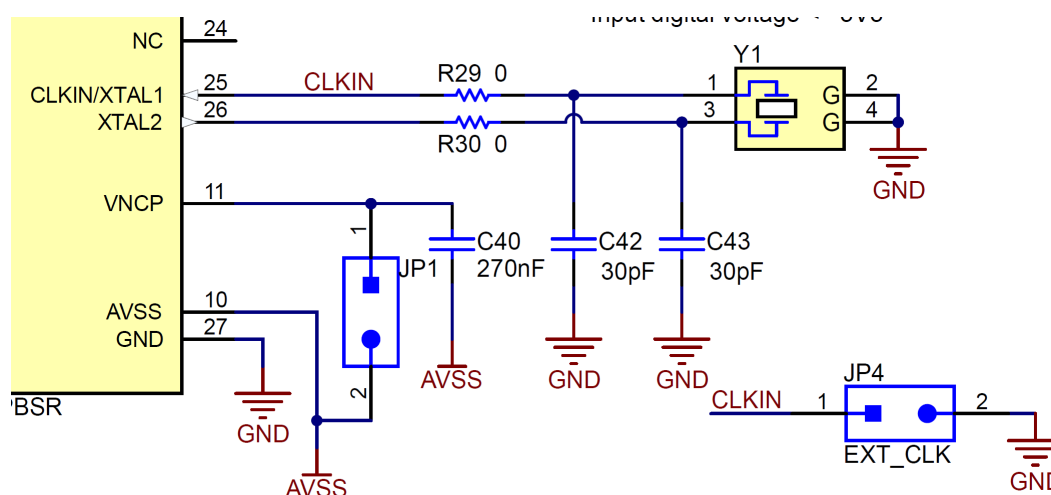 NC
24
CLKIN/XTAL1
25
CLKIN
R29 0
XTAL2
26
R30 0
Y1
1
3
G
2
G
4
GND
VNCP
11
1
JP1
2
C40
270nF
AVSS
C42
30pF
GND
C43
30pF
GND
AVSS
10
GND
27
GND
AVSS
PBSR
CLKIN
1
JP4
2
EXT_CLK
GND